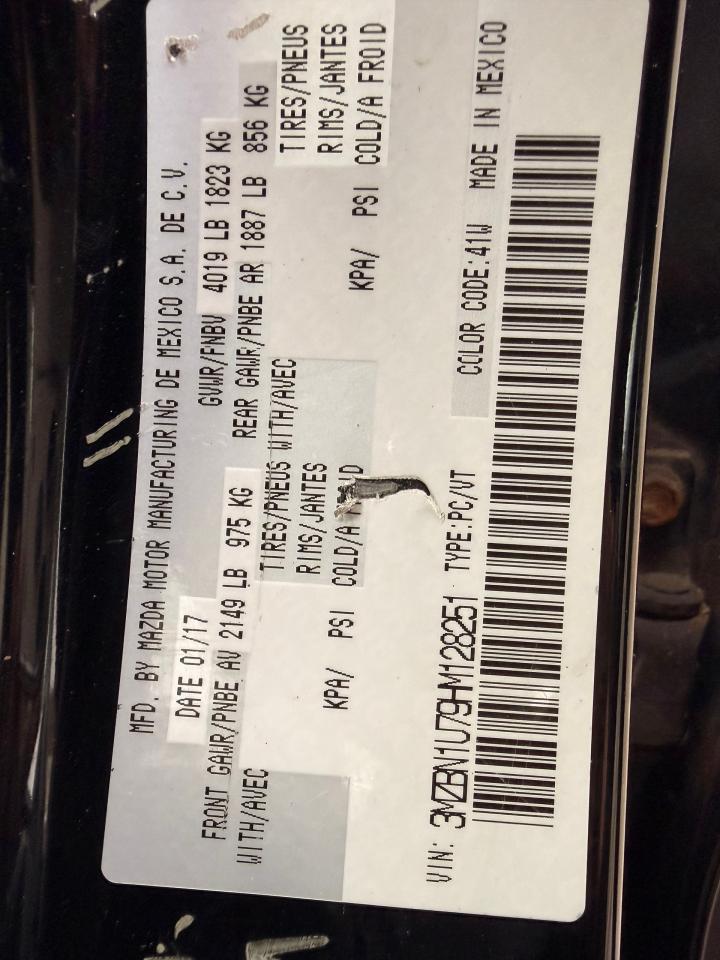 MFD. BY MAZDA MOTOR MANUFACTURING DE MEXICO S.A. DE C.V.
DATE 01/17 GVWR/PNBV 4019 LB 1823 KG
FRONT GAWR/PNBE AV 2149 LB 975 KG REAR GAWR/PNBE AR 1887 LB 856 KG
WITH/AVEC TIRES/PNEUS WITH/AVEC TIRES/PNEUS
RIMS/JANTES RIMS/JANTES
KPA/ PSI COLD/A FROID KPA/ PSI COLD/A FROID
VIN: 3MZBN1U79HM128251 TYPE:PC/VT COLOR CODE:41W MADE IN MEXICO